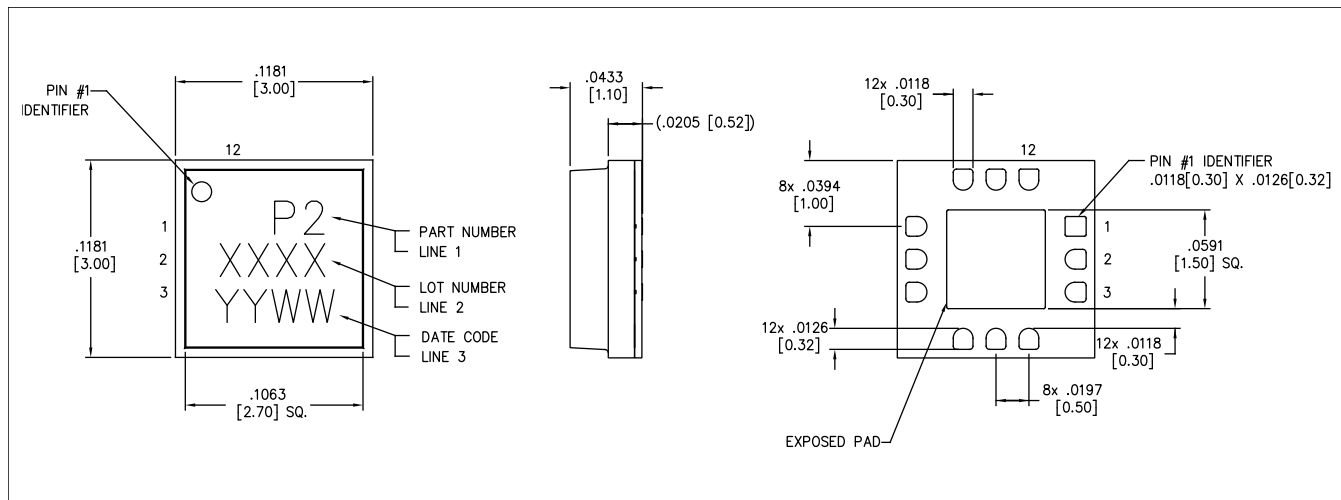 .1181
[3.00]
PIN #1
IDENTIFIER
12
.1181
[3.00]
1
2
3
P2
XXXX
YYWW
PART NUMBER
LINE 1
LOT NUMBER
LINE 2
DATE CODE
LINE 3
.1063
[2.70] SQ.
.0433
[1.10]
(.0205 [0.52])
12x .0118
[0.30]
12
8x .0394
[1.00]
PIN #1 IDENTIFIER
.0118[0.30] X .0126[0.32]
1
2
3
.0591
[1.50] SQ.
12x .0126
[0.32]
12x .0118
[0.30]
8x .0197
[0.50]
EXPOSED PAD